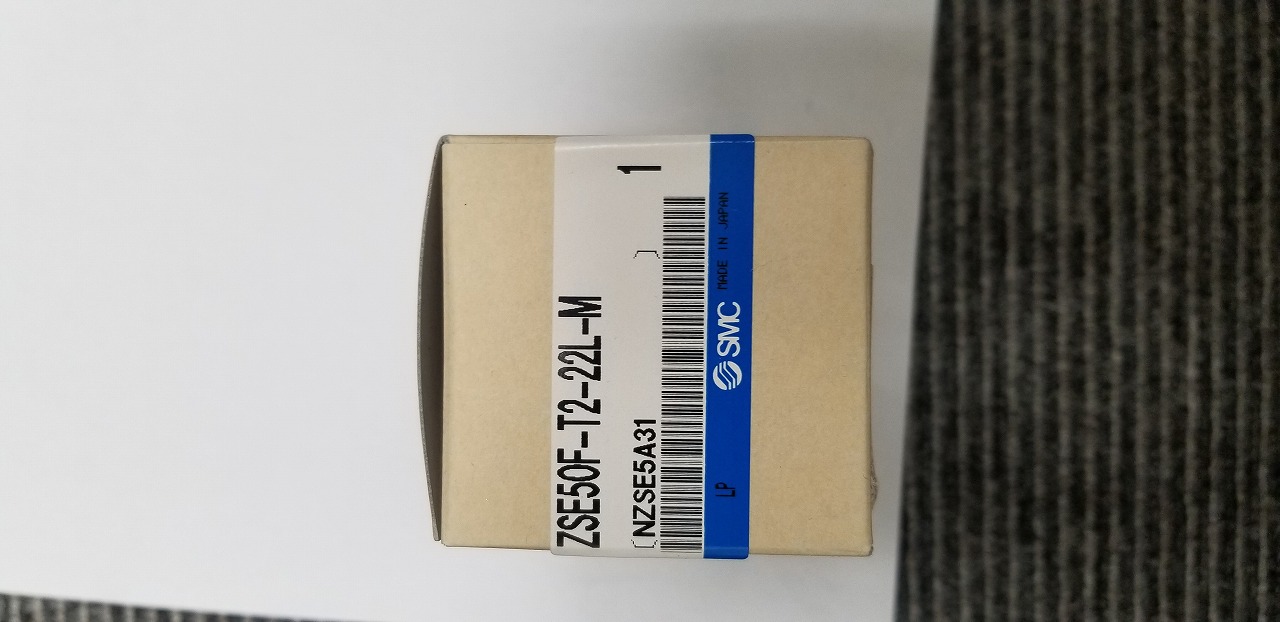 ZSE50F-T2-22L-M
[NZSE5A31 ] 1
LP SMC MADE IN JAPAN